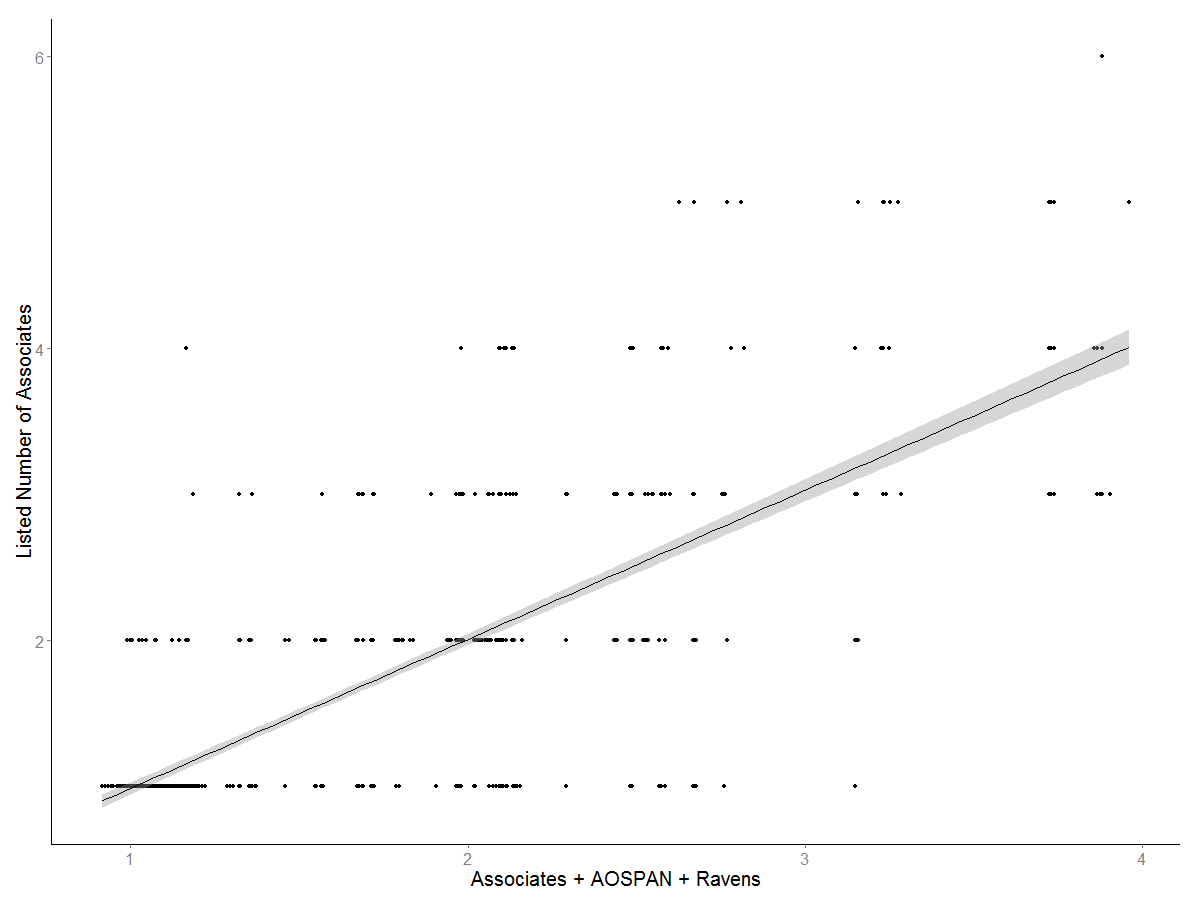 6
4
2
Listed Number of Associates
1 2 3 4
Associates + AOSPAN + Ravens